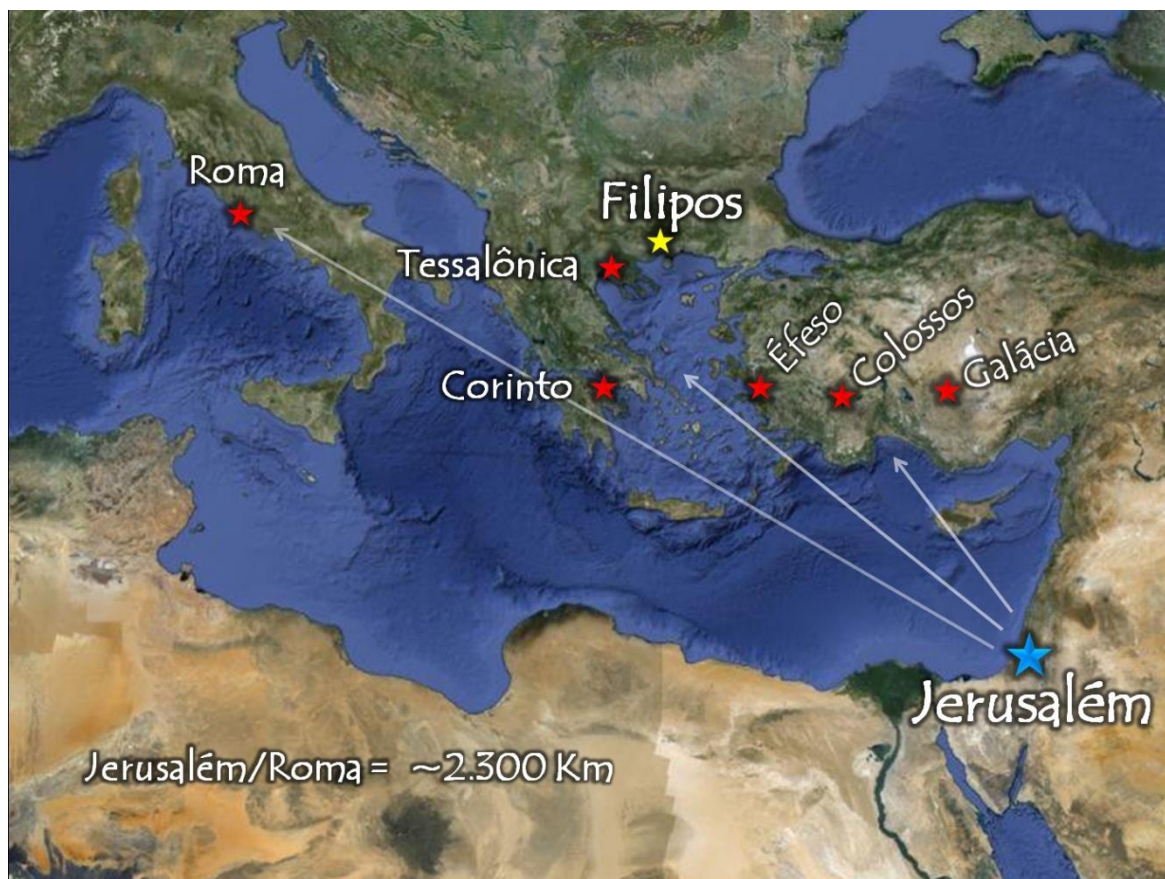 Roma
Filipos
Tessalônica
Éfeso
Colossos
Galácia
Corinto
Jerusalém
Jerusalém/Roma = ~2.300 Km